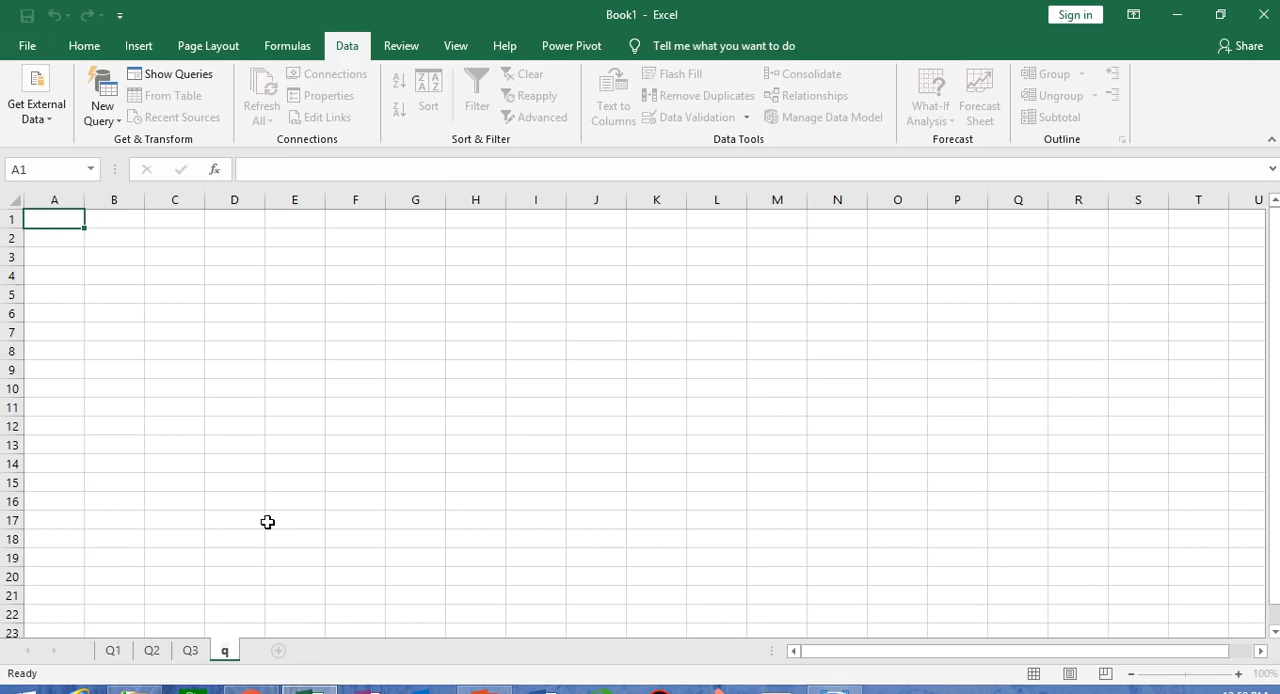 Book1 - Excel
Sign in
File Home Insert Page Layout Formulas Data Review View Help Power Pivot Tell me what you want to do Share
Get External Data
New Query
Show Queries
From Table
Recent Sources
Get & Transform
Refresh All
Connections
Properties
Edit Links
Connections
Sort
Filter
Clear
Reapply
Advanced
Sort & Filter
Text to Columns
Flash Fill
Remove Duplicates
Data Validation
Consolidate
Relationships
Manage Data Model
Data Tools
What-If Analysis
Forecast Sheet
Forecast
Group
Ungroup
Subtotal
Outline
A1 fx
A B C D E F G H I J K L M N O P Q R S T U
1
2
3
4
5
6
7
8
9
10
11
12
13
14
15
16
17
18
19
20
21
22
23
Q1 Q2 Q3 q
Ready 100%